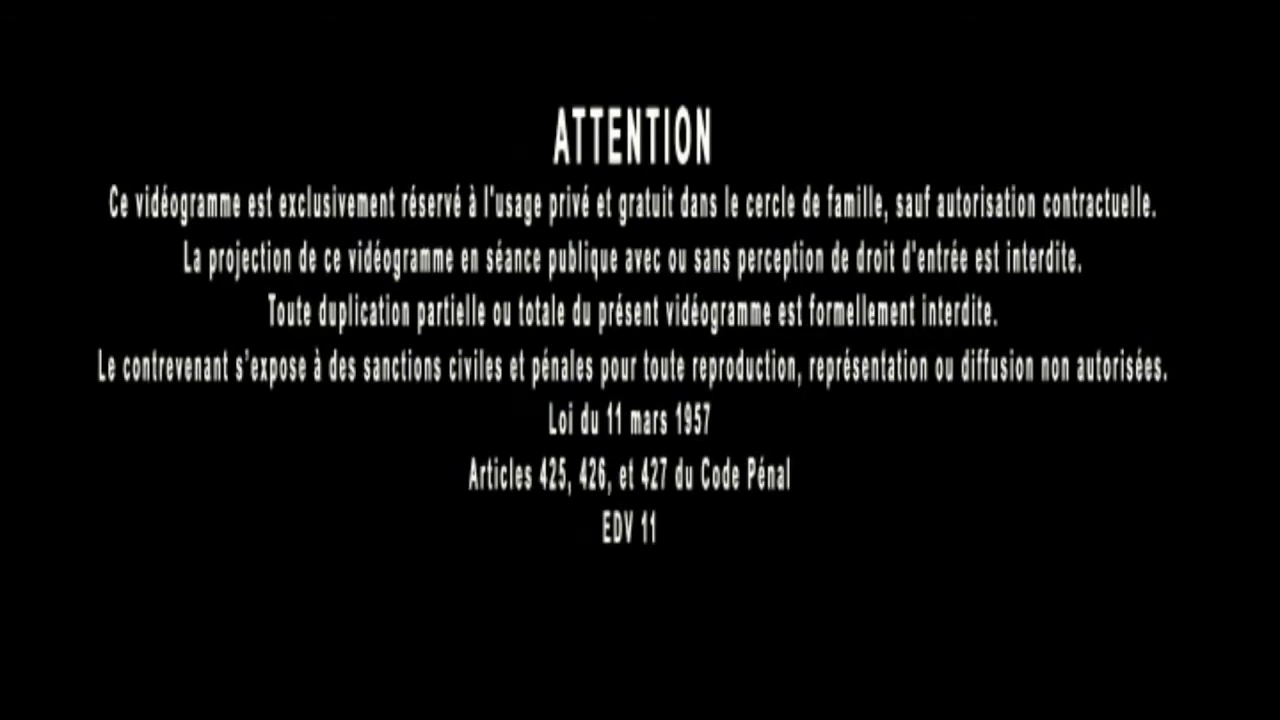 ATTENTION
Ce vidéogramme est exclusivement réservé à l'usage privé et gratuit dans le cercle de famille, sauf autorisation contractuelle.
La projection de ce vidéogramme en séance publique avec ou sans perception de droit d'entrée est interdite.
Toute duplication partielle ou totale du présent vidéogramme est formellement interdite.
Le contrevenant s'expose à des sanctions civiles et pénales pour toute reproduction, représentation ou diffusion non autorisées.
Loi du 11 mars 1957
Articles 425, 426, et 427 du Code Pénal
EDV 11